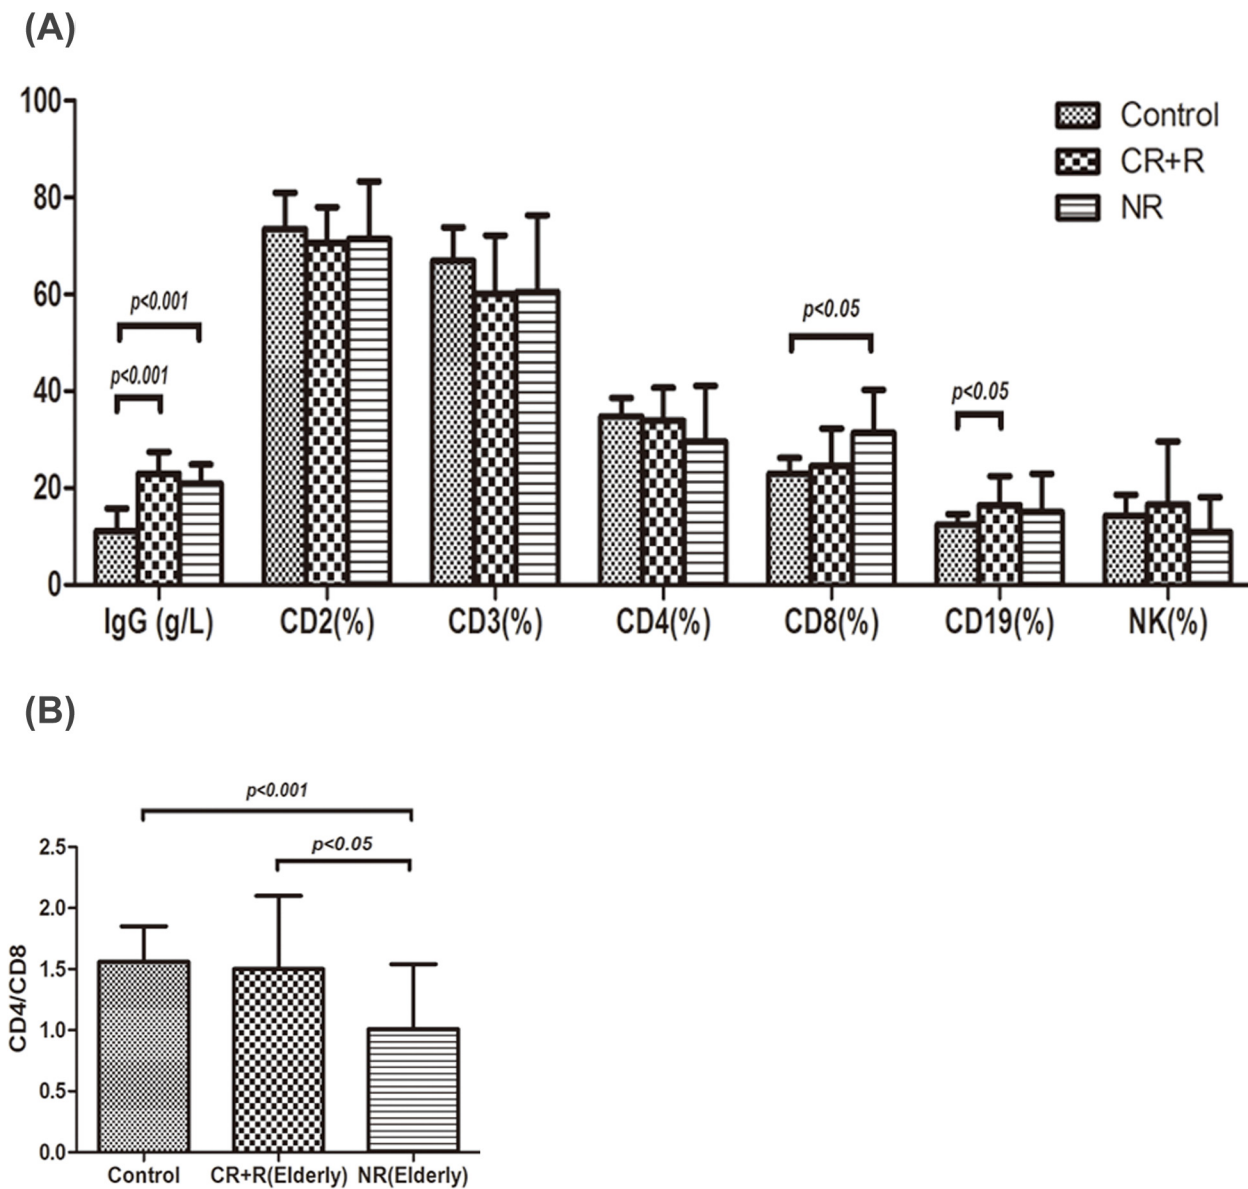 (A)
100
80
60
40
20
0
Control
CR+R
NR
p<0.001
p<0.001
p<0.05
p<0.05
IgG (g/L) CD2(%) CD3(%) CD4(%) CD8(%) CD19(%) NK(%)
(B)
p<0.001
p<0.05
CD4/CD8
2.5
2.0
1.5
1.0
0.5
0.0
Control CR+R(Elderly) NR(Elderly)